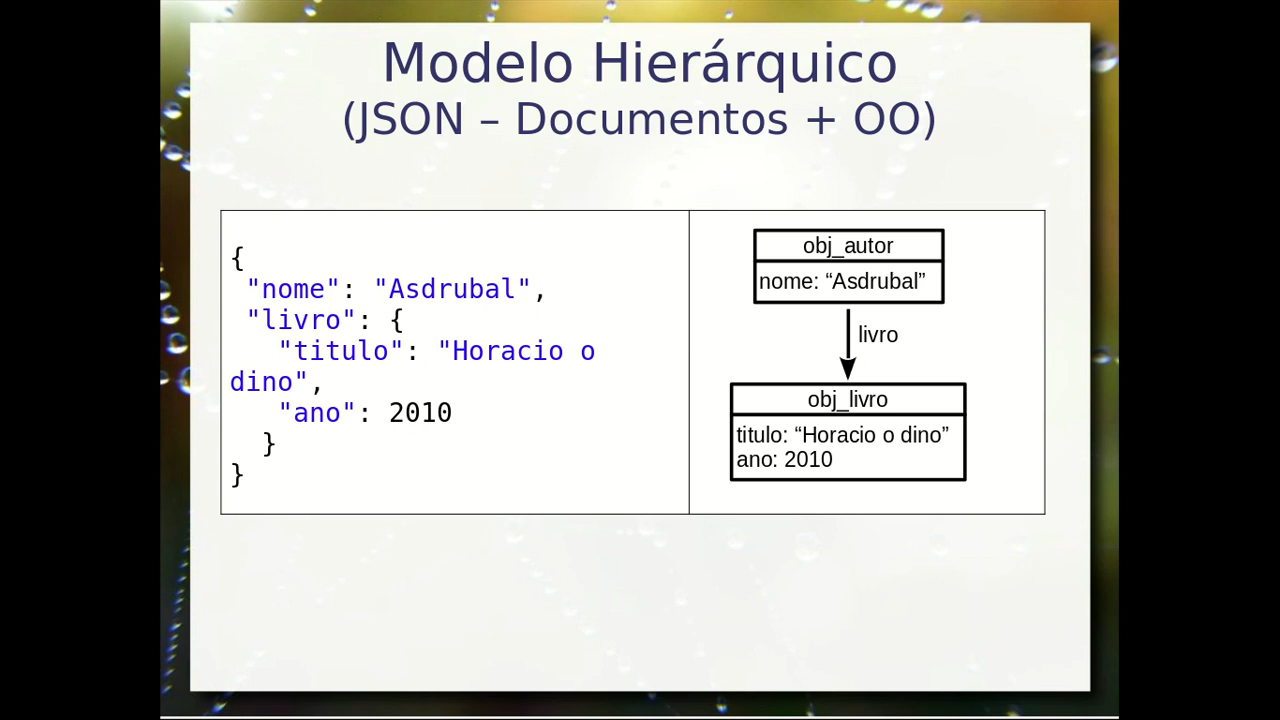 Modelo Hierárquico
(JSON – Documentos + OO)
{
"nome": "Asdrubal",
"livro": {
"titulo": "Horacio o
dino",
"ano": 2010
}
}
obj_autor
nome: “Asdrubal”
livro
obj_livro
titulo: “Horacio o dino”
ano: 2010